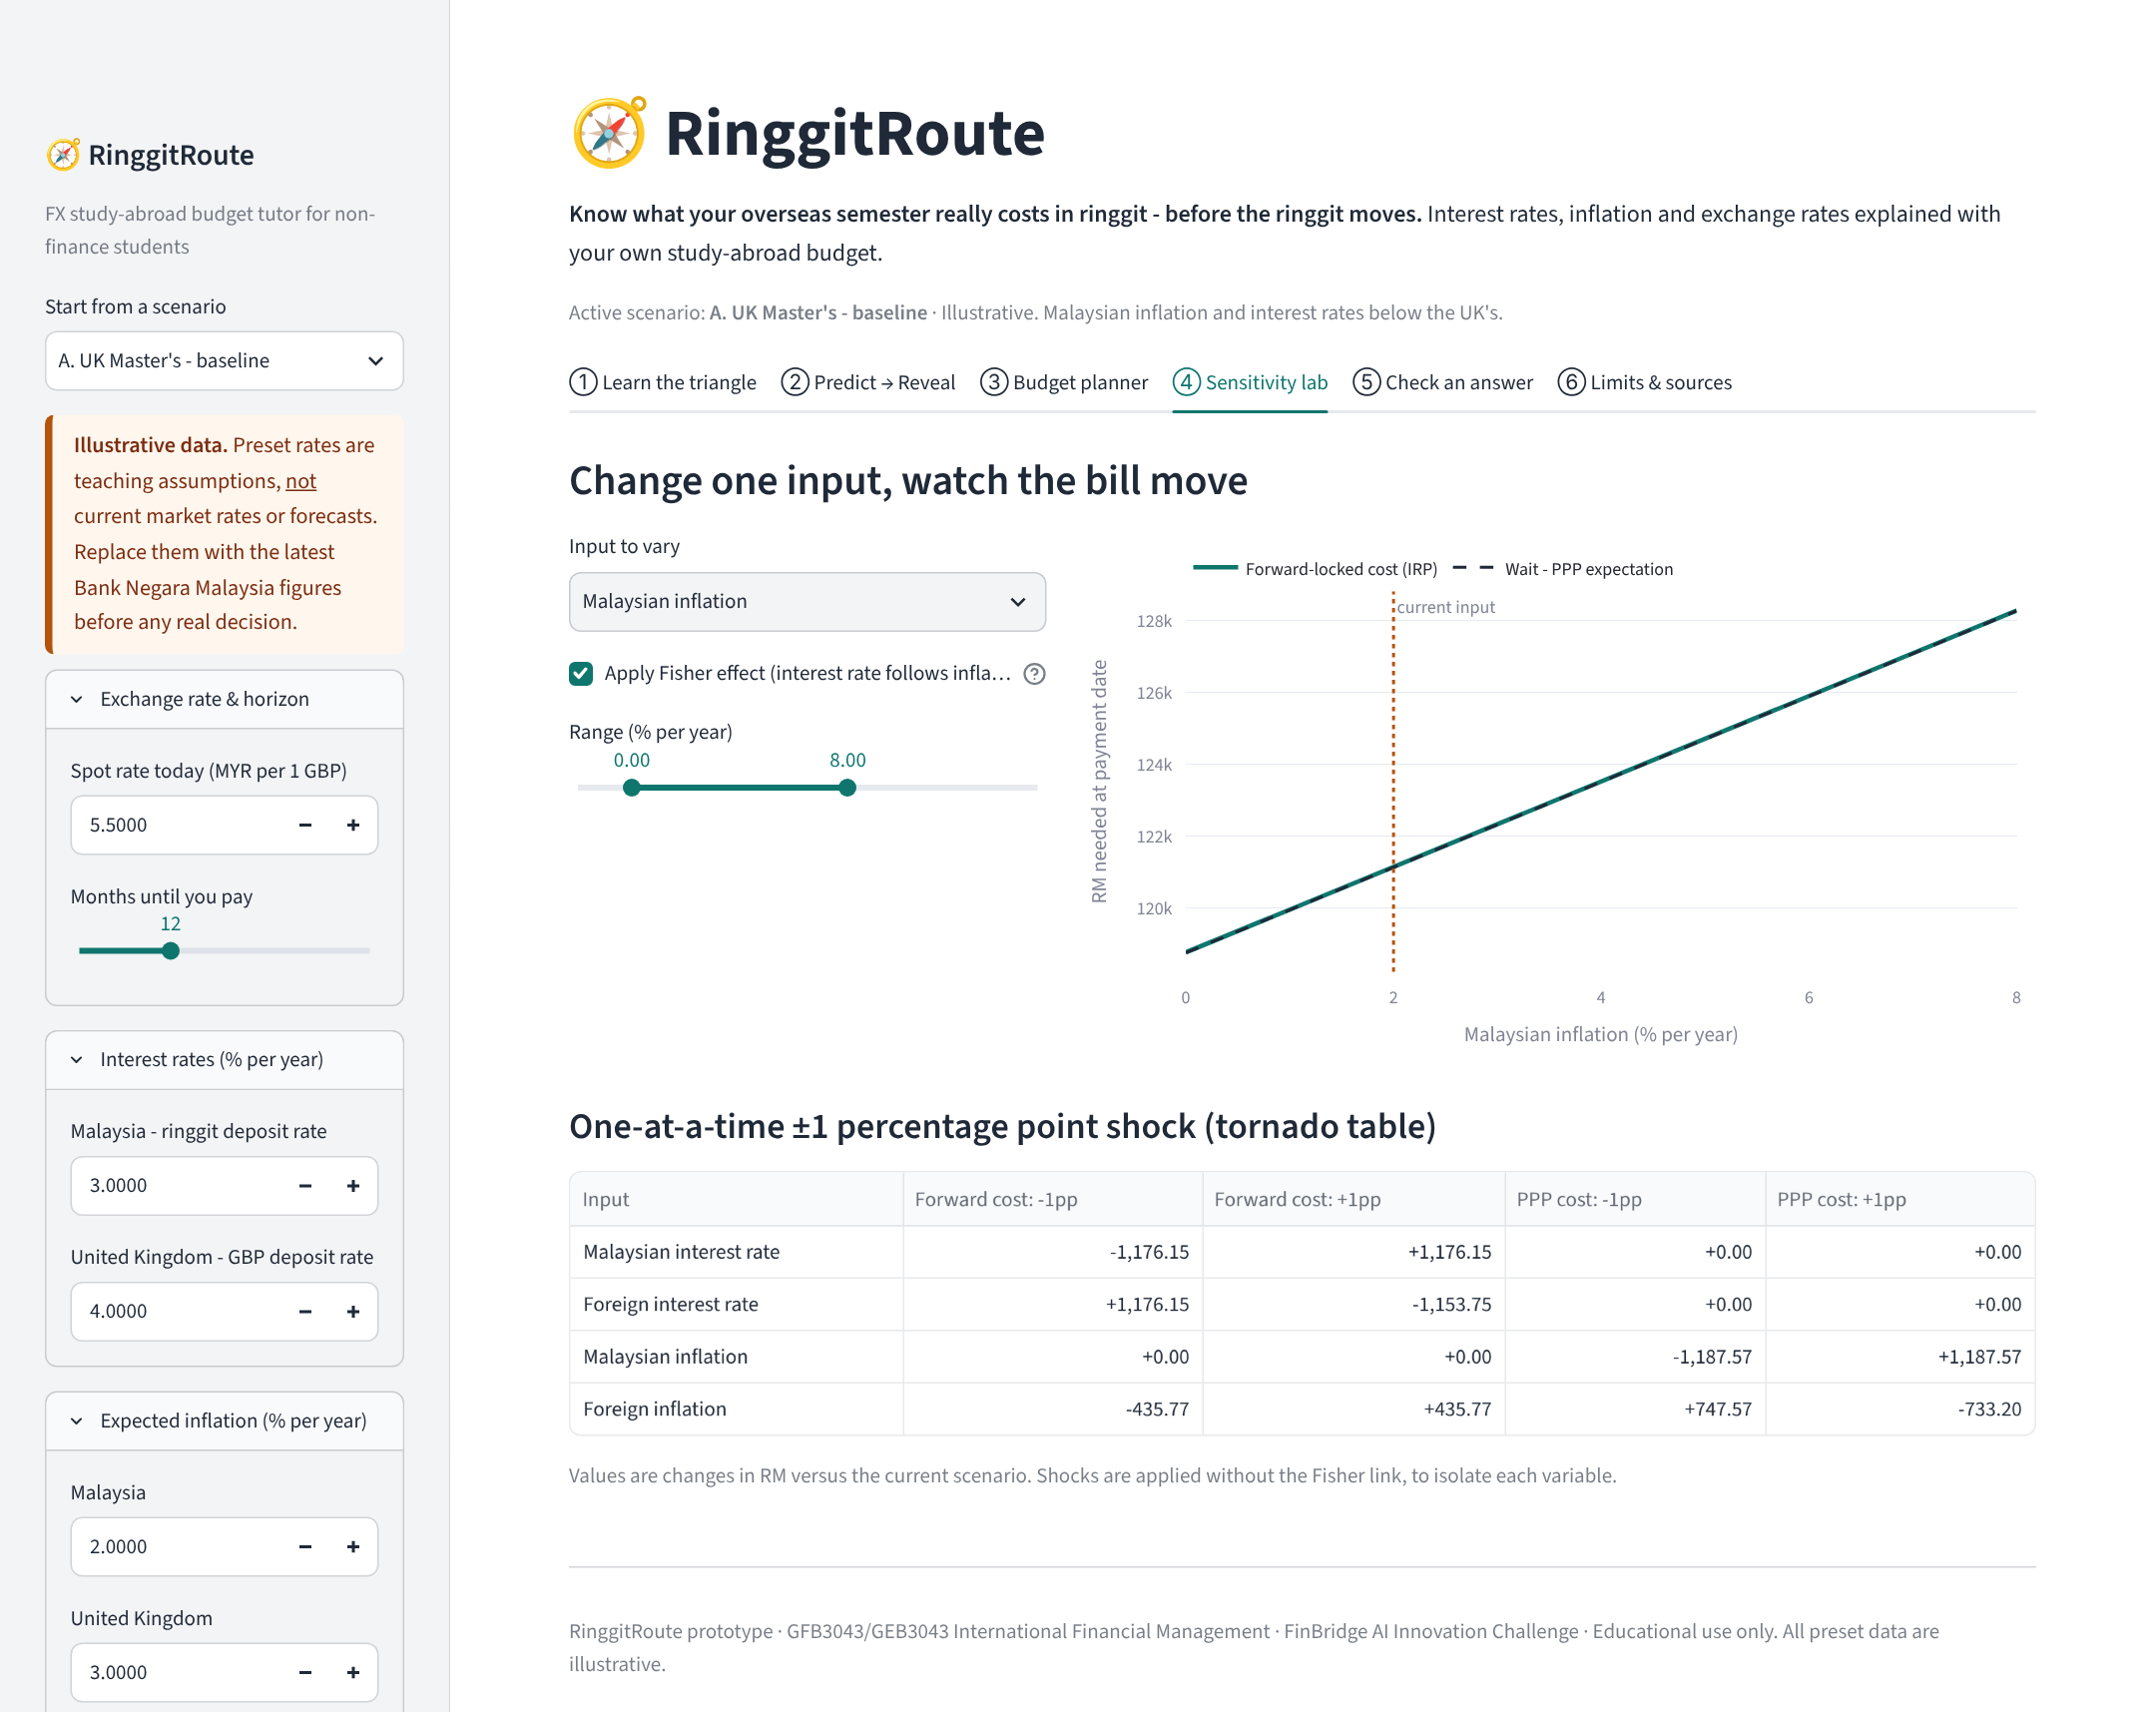 RinggitRoute
FX study-abroad budget tutor for non-
finance students
Start from a scenario
A. UK Master's - baseline
Illustrative data. Preset rates are
teaching assumptions, not
current market rates or forecasts.
Replace them with the latest
Bank Negara Malaysia figures
before any real decision.
Exchange rate & horizon
Spot rate today (MYR per 1 GBP)
5.5000
Months until you pay
12
Interest rates (% per year)
Malaysia - ringgit deposit rate
3.0000
United Kingdom - GBP deposit rate
4.0000
Expected inflation (% per year)
Malaysia
2.0000
United Kingdom
3.0000
RinggitRoute
Know what your overseas semester really costs in ringgit - before the ringgit moves. Interest rates, inflation and exchange rates explained with
your own study-abroad budget.
Active scenario: A. UK Master's - baseline · Illustrative. Malaysian inflation and interest rates below the UK's.
① Learn the triangle ② Predict → Reveal ③ Budget planner ④ Sensitivity lab ⑤ Check an answer ⑥ Limits & sources
Change one input, watch the bill move
Input to vary
Malaysian inflation
Apply Fisher effect (interest rate follows infla…
Range (% per year)
0.00 8.00
Forward-locked cost (IRP) Wait - PPP expectation
current input
RM needed at payment date
128k
126k
124k
122k
120k
0 2 4 6 8
Malaysian inflation (% per year)
One-at-a-time ±1 percentage point shock (tornado table)
Input Forward cost: -1pp Forward cost: +1pp PPP cost: -1pp PPP cost: +1pp
Malaysian interest rate -1,176.15 +1,176.15 +0.00 +0.00
Foreign interest rate +1,176.15 -1,153.75 +0.00 +0.00
Malaysian inflation +0.00 +0.00 -1,187.57 +1,187.57
Foreign inflation -435.77 +435.77 +747.57 -733.20
Values are changes in RM versus the current scenario. Shocks are applied without the Fisher link, to isolate each variable.
RinggitRoute prototype · GFB3043/GEB3043 International Financial Management · FinBridge AI Innovation Challenge · Educational use only. All preset data are
illustrative.